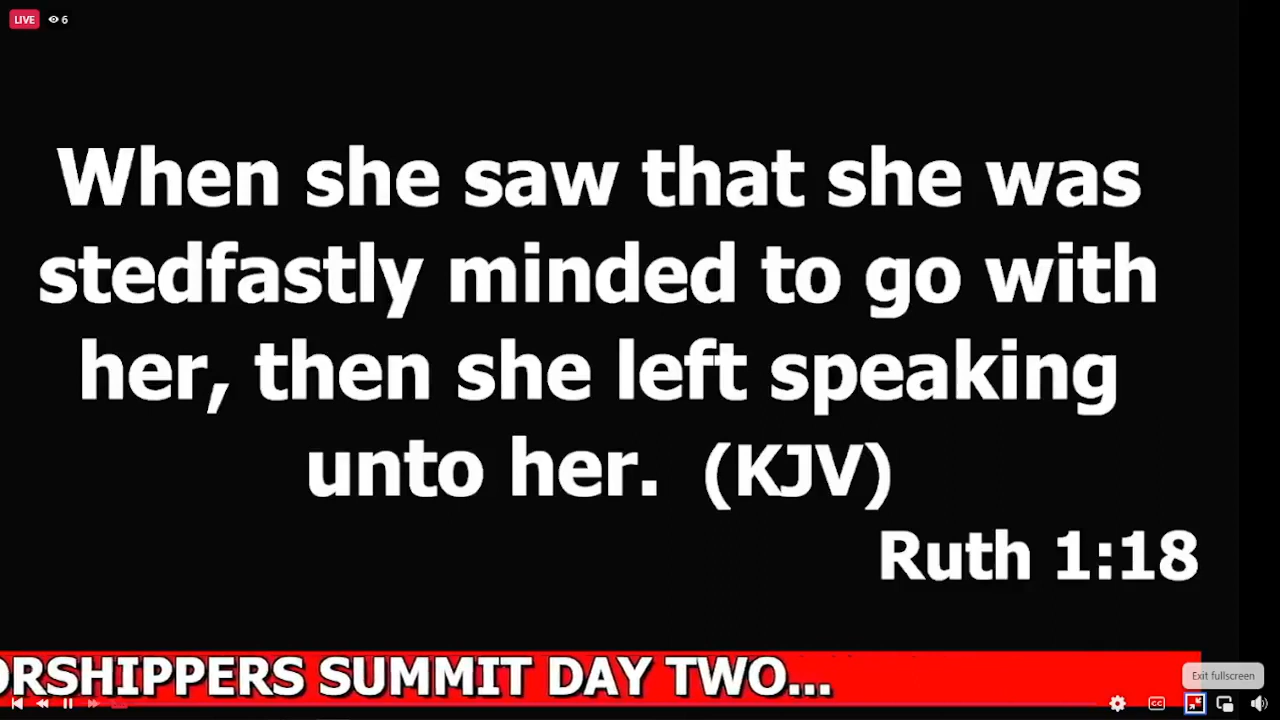 LIVE 6
When she saw that she was
stedfastly minded to go with
her, then she left speaking
unto her. (KJV)
Ruth 1:18
ORSHIPPERS SUMMIT DAY TWO...
Exit fullscreen
CC